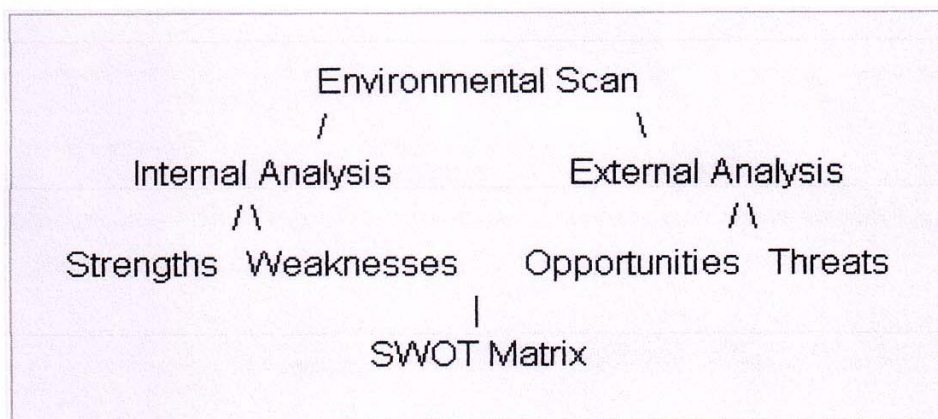 Environmental Scan
/ \
Internal Analysis External Analysis
/ \ / \
Strengths Weaknesses Opportunities Threats
|
SWOT Matrix